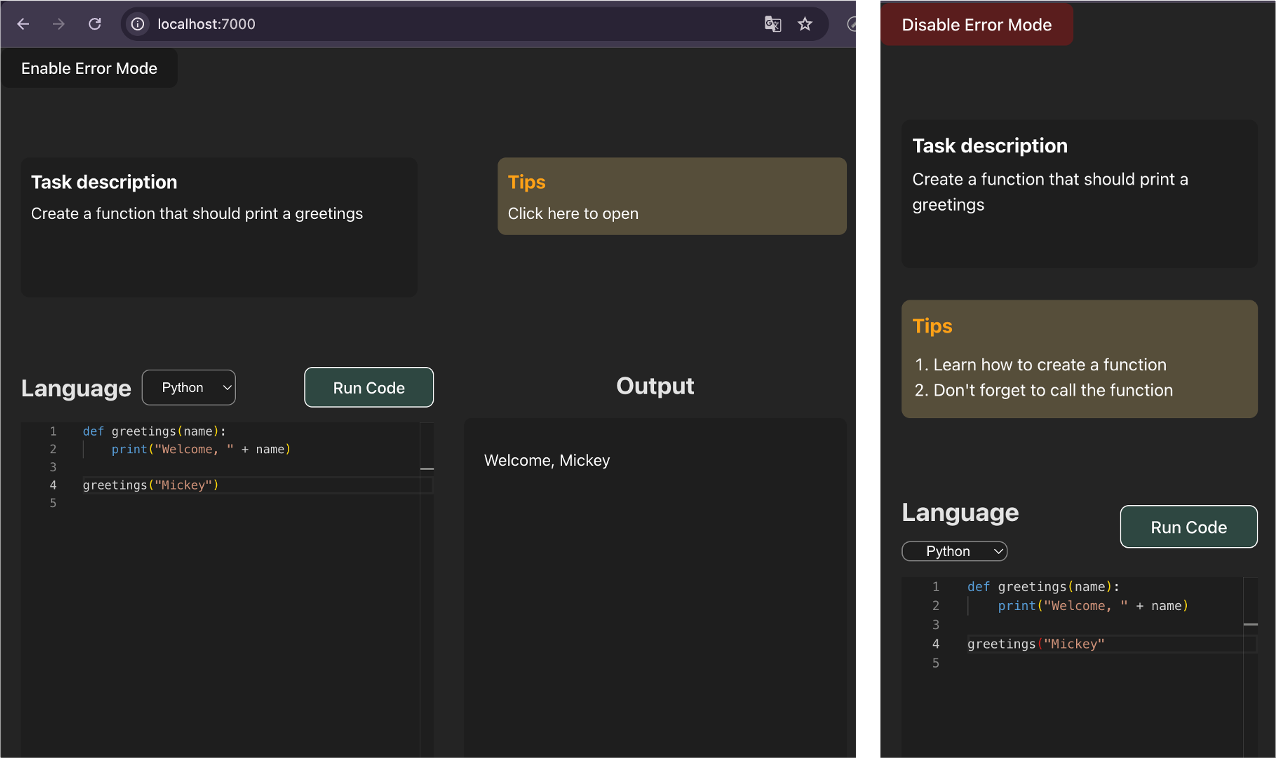 localhost:7000
Enable Error Mode
Task description
Create a function that should print a greetings
Tips
Click here to open
Language
Python
Run Code
Output
1 def greetings(name):
2     print("Welcome, " + name)
3
4 greetings("Mickey")
5
Welcome, Mickey
Disable Error Mode
Task description
Create a function that should print a
greetings
Tips
1. Learn how to create a function
2. Don't forget to call the function
Language
Python
Run Code
1 def greetings(name):
2     print("Welcome, " + name)
3
4 greetings("Mickey"
5